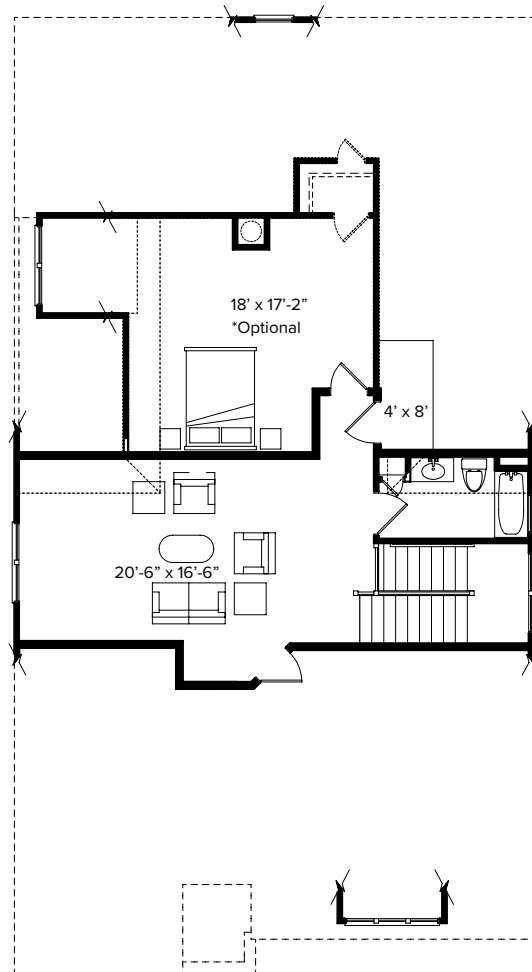 18’ x 17’-2”
*Optional
4’ x 8’
20’-6” x 16’-6”